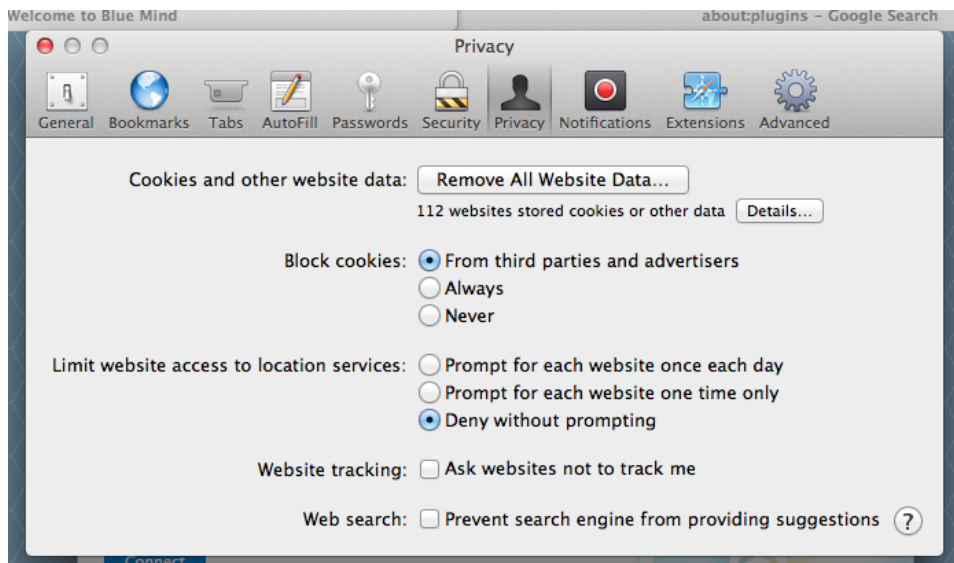 Welcome to Blue Mind about:plugins – Google Search
Privacy
General Bookmarks Tabs AutoFill Passwords Security Privacy Notifications Extensions Advanced
Cookies and other website data: Remove All Website Data...
112 websites stored cookies or other data Details...
Block cookies: From third parties and advertisers
Always
Never
Limit website access to location services: Prompt for each website once each day
Prompt for each website one time only
Deny without prompting
Website tracking: Ask websites not to track me
Web search: Prevent search engine from providing suggestions ?
Connect